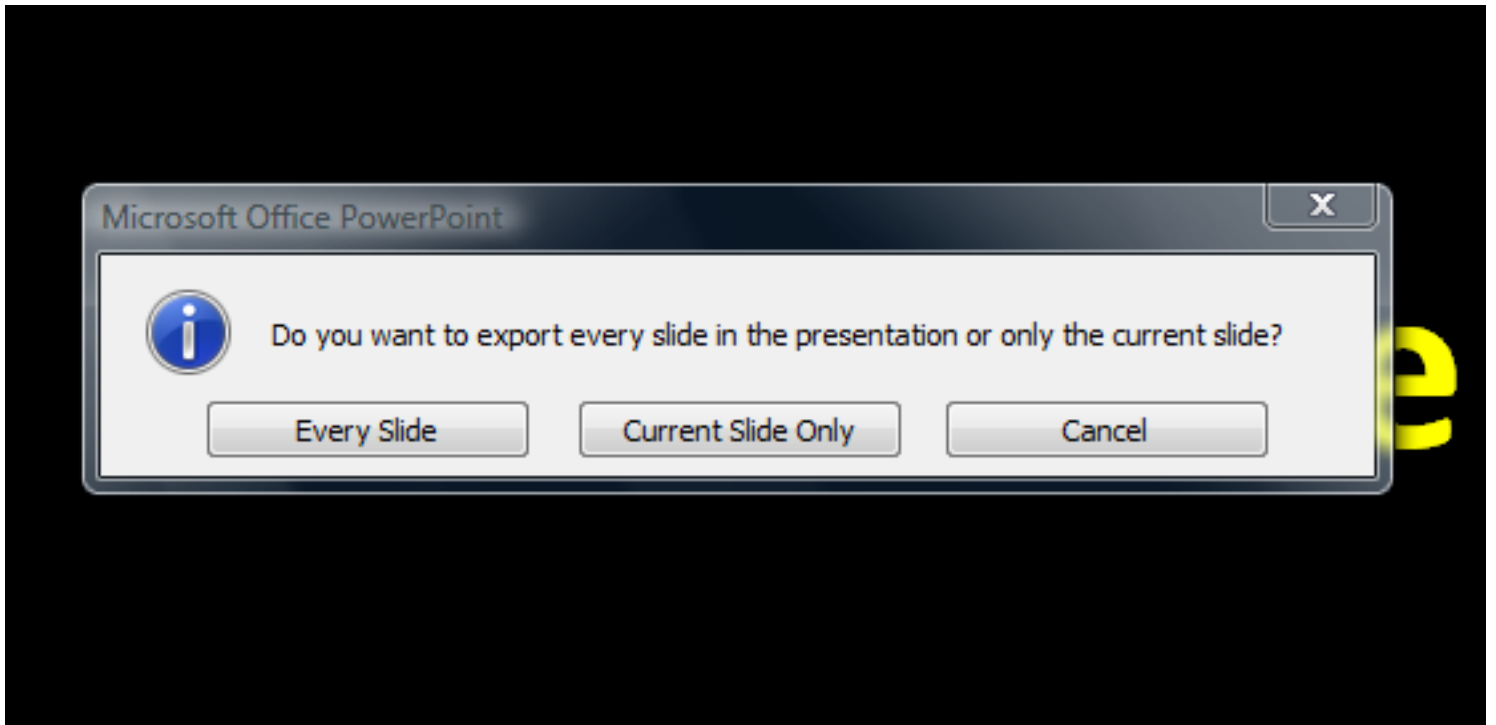 Microsoft Office PowerPoint
Do you want to export every slide in the presentation or only the current slide?
e
Every Slide Current Slide Only Cancel